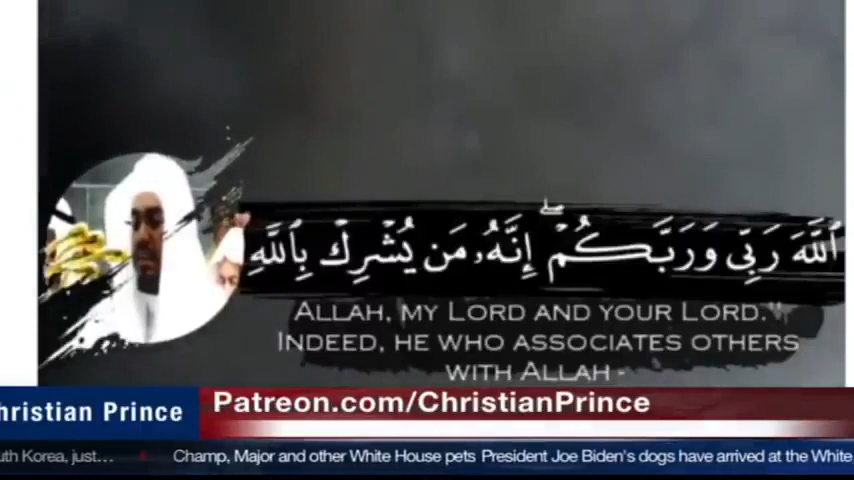 ٱللَّهَ رَبِّى وَرَبَّكُمْ ۖ إِنَّهُۥ مَن يُشْرِكْ بِٱللَّهِ
ALLAH, MY LORD AND YOUR LORD."
INDEED, HE WHO ASSOCIATES OTHERS
WITH ALLAH -
hristian Prince
Patreon.com/ChristianPrince
uth Korea, just... Champ, Major and other White House pets President Joe Biden's dogs have arrived at the White